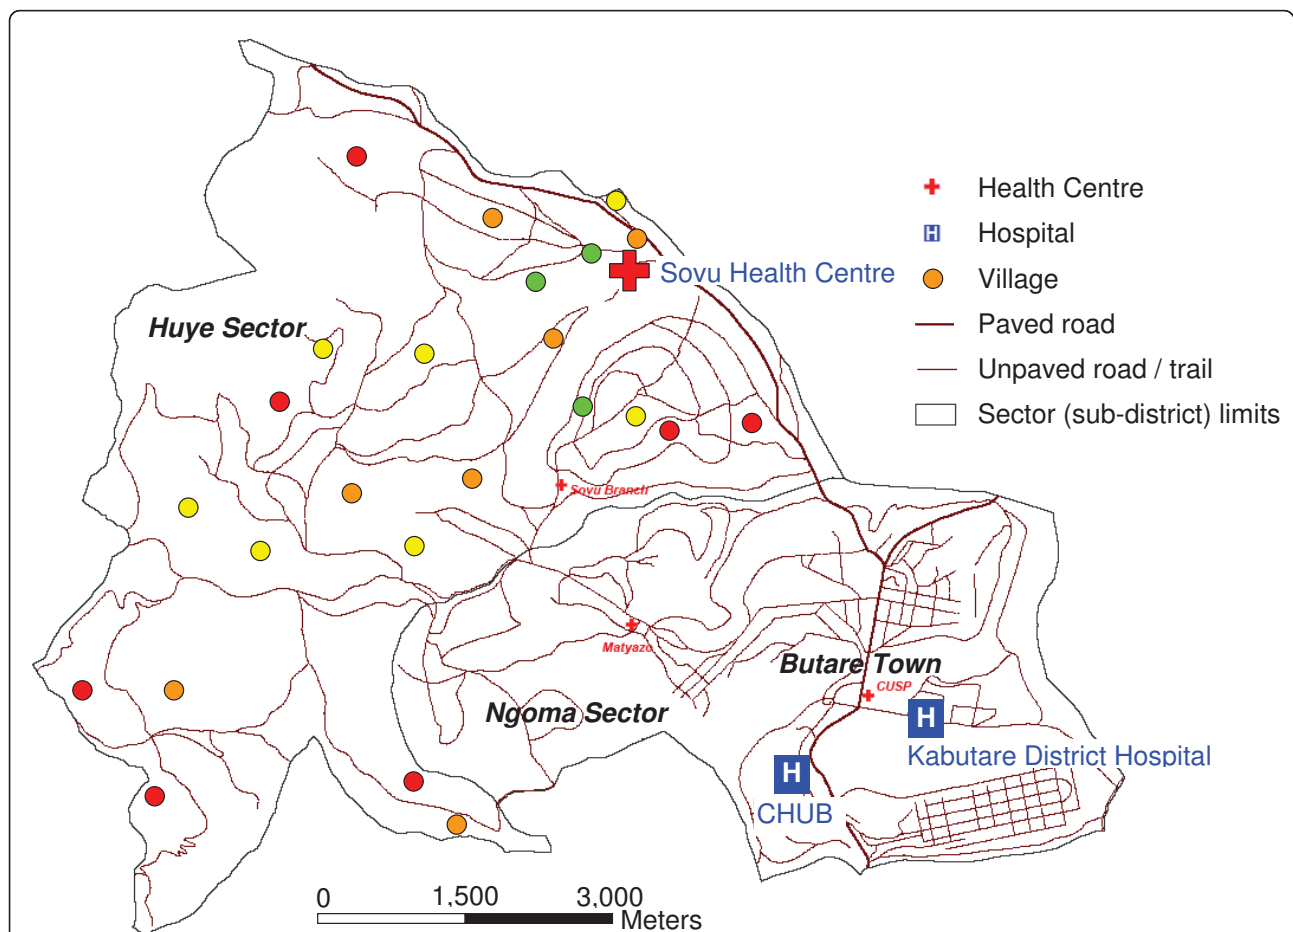 Health Centre
H Hospital
Village
Paved road
Unpaved road / trail
Sector (sub-district) limits
Sovu Health Centre
Huye Sector
Sovu Branch
Matyazo
Butare Town
CUSP
Ngoma Sector
H
Kabutare District Hospital
H
CHUB
0 1,500 3,000
Meters